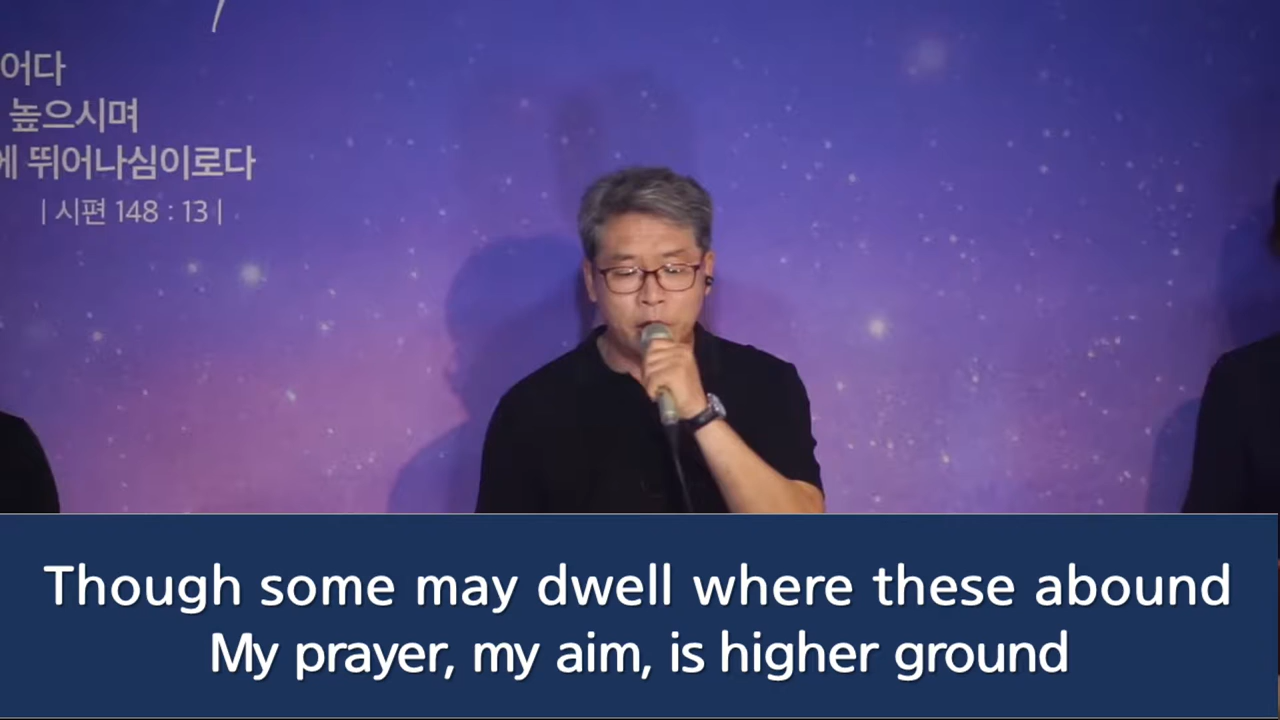 어다
높으시며
에 뛰어나심이로다
| 시편 148 : 13 |
Though some may dwell where these abound
My prayer, my aim, is higher ground